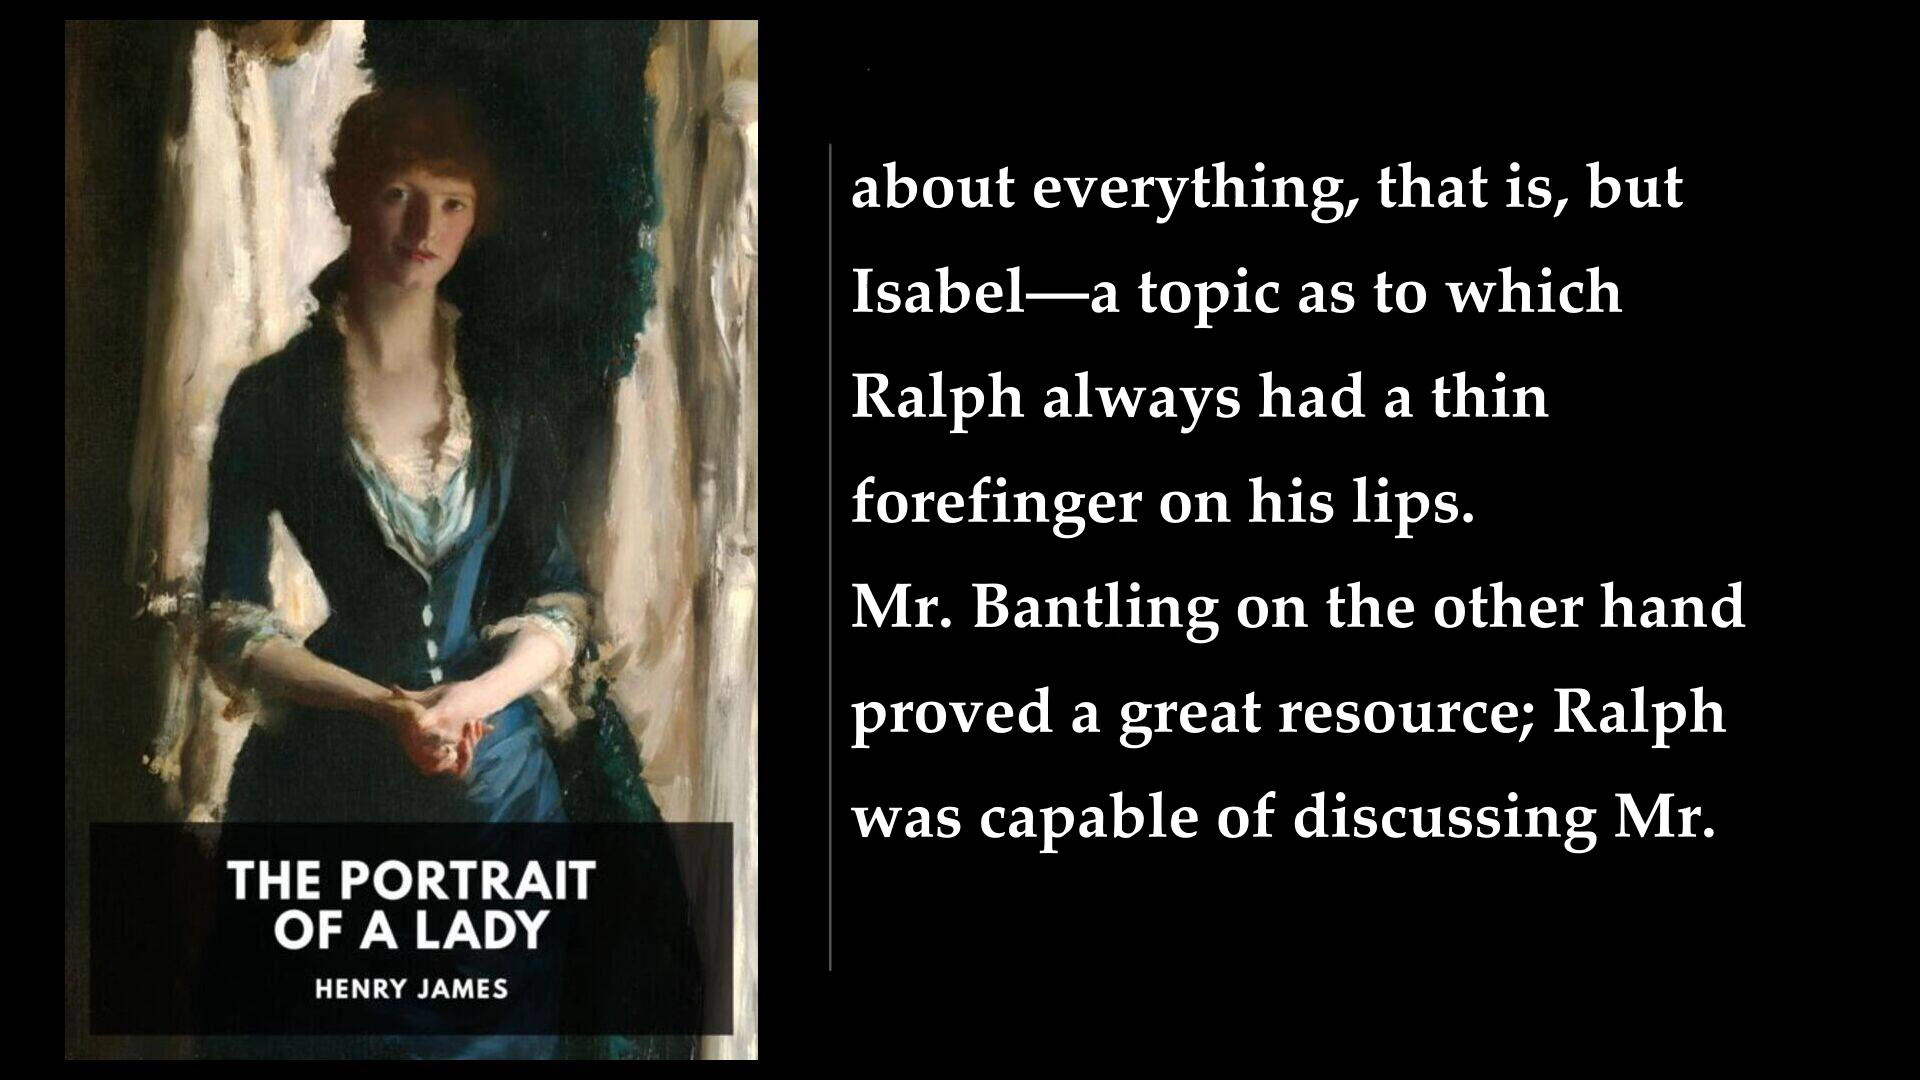 THE PORTRAIT
OF A LADY
HENRY JAMES
about everything, that is, but
Isabel—a topic as to which
Ralph always had a thin
forefinger on his lips.
Mr. Bantling on the other hand
proved a great resource; Ralph
was capable of discussing Mr.